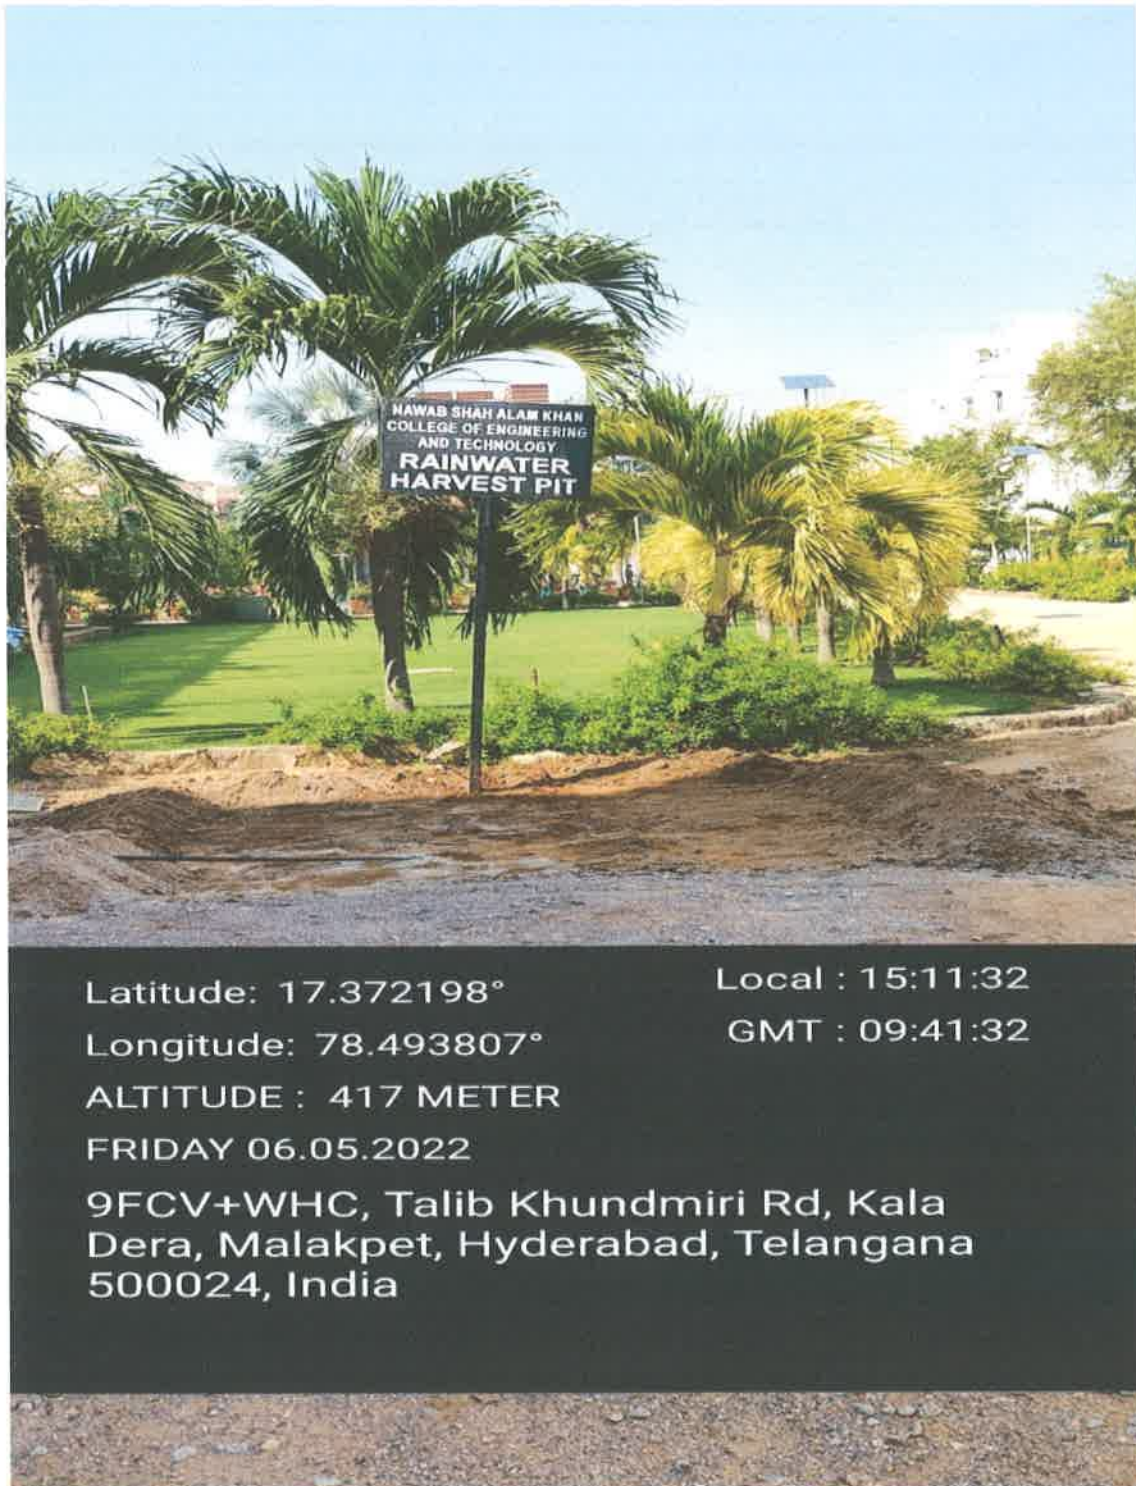 NAWAB SHAH ALAM KHAN
COLLEGE OF ENGINEERING
AND TECHNOLOGY
RAINWATER
HARVEST PIT
Latitude: 17.372198°
Longitude: 78.493807°
ALTITUDE : 417 METER
FRIDAY 06.05.2022
Local : 15:11:32
GMT : 09:41:32
9FCV+WHC, Talib Khundmiri Rd, Kala
Dera, Malakpet, Hyderabad, Telangana
500024, India